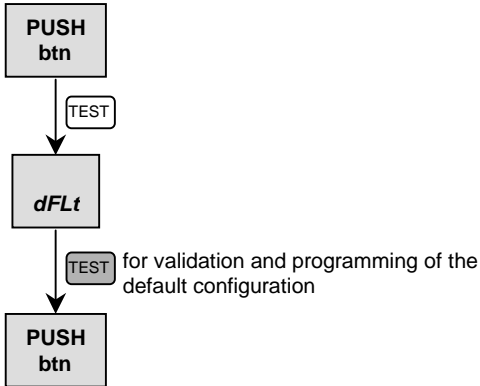 PUSH
btn
TEST
dFLt
TEST for validation and programming of the
default configuration
PUSH
btn